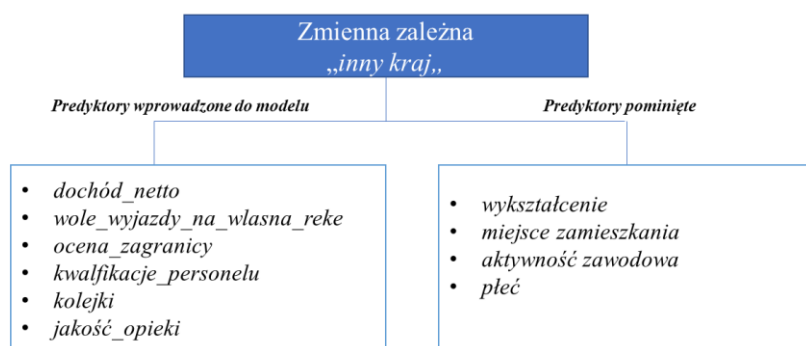 Zmienna zależna
„inny kraj„
Predyktory wprowadzone do modelu
Predyktory pominięte
• dochód_netto
• wole_wyjazdy_na_wlasna_reke
• ocena_zagranicy
• kwalfikacje_personelu
• kolejki
• jakość_opieki
• wykształcenie
• miejsce zamieszkania
• aktywność zawodowa
• płeć